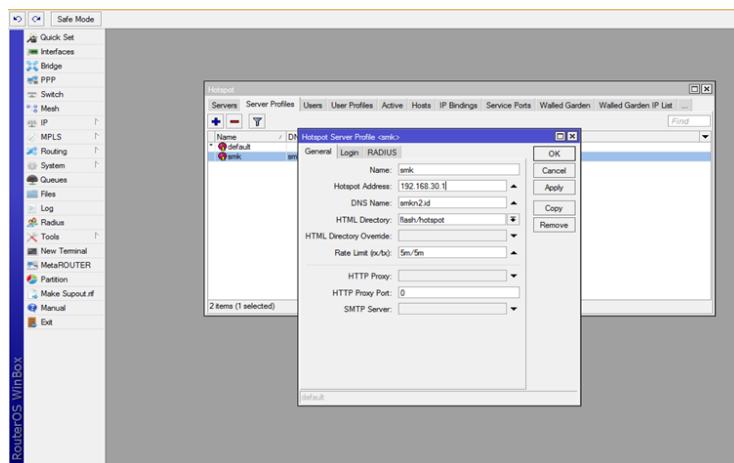 Safe Mode
Quick Set
Interfaces
Bridge
PPP
Switch
Mesh
IP
MPLS
Routing
System
Queues
Files
Log
Radius
Tools
New Terminal
MetaROUTER
Partition
Make Supout.rif
Manual
Exit
RouterOS WinBox
Hotspot
Servers Server Profiles Users User Profiles Active Hosts IP Bindings Service Ports Walled Garden Walled Garden IP List ...
Find
Name DN
* default
smk sm
2 items (1 selected)
Hotspot Server Profile <smk>
General Login RADIUS
Name: smk
Hotspot Address: 192.168.30.1
DNS Name: smkn2.id
HTML Directory: flash/hotspot
HTML Directory Override:
Rate Limit (rx/tx): 5m/5m
HTTP Proxy:
HTTP Proxy Port: 0
SMTP Server:
OK
Cancel
Apply
Copy
Remove
default